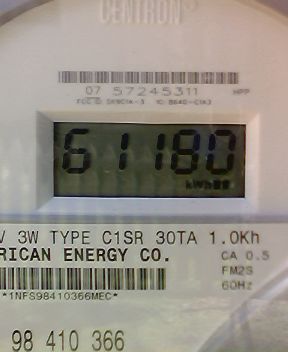 CENTRON
07 57245311 HPP
61180
kWh
V 3W TYPE C1SR 30TA 1.0Kh
RICAN ENERGY CO. CA 0.5
FM2S
60Hz
*1NFS98410366MEC*
98 410 366